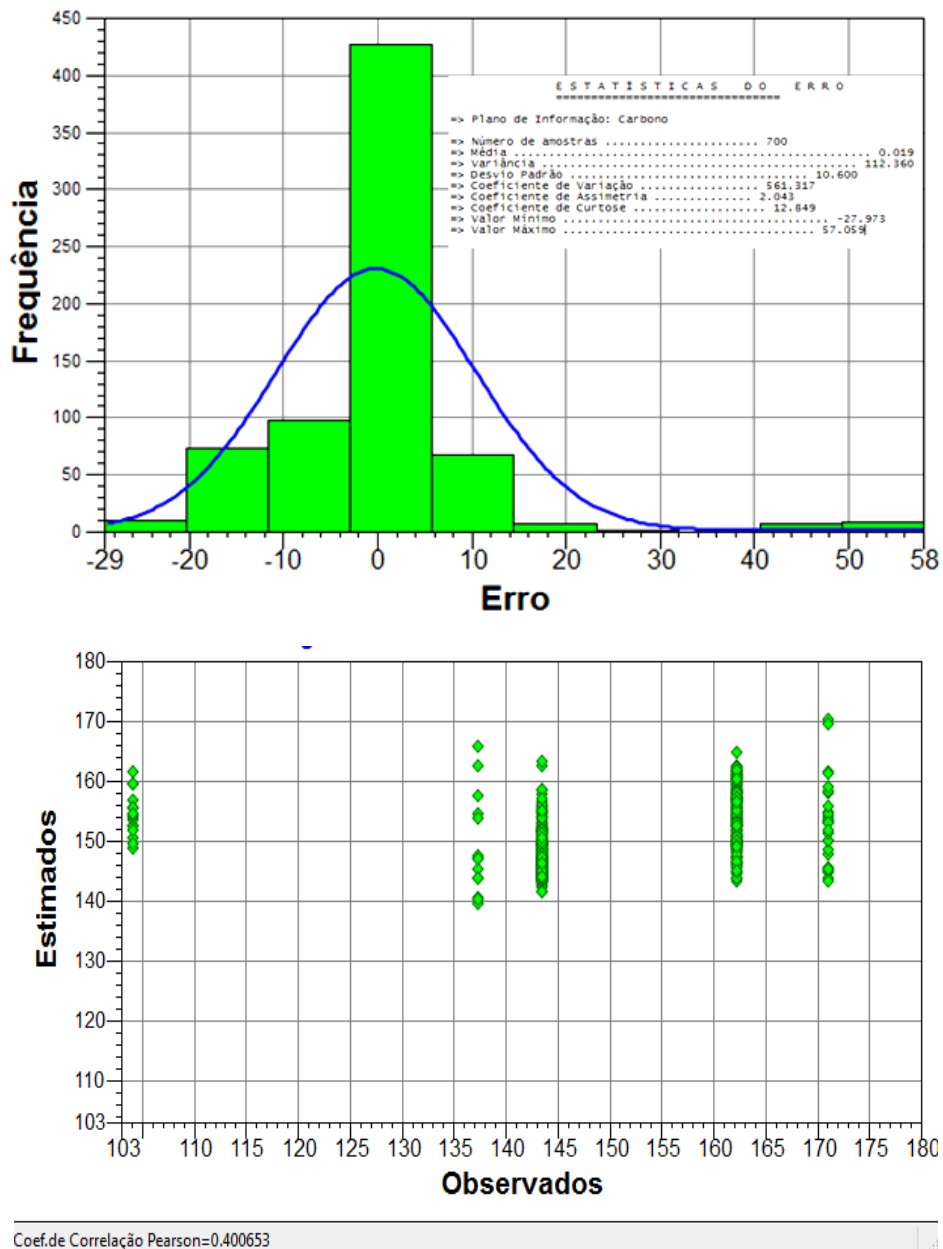 450
400
350
300
250
200
150
100
50
0
Frequência
E S T A T Í S T I C A S D O E R R O
================================
=> Plano de Informação: Carbono
=> Número de amostras ...................... 700
=> Média ................................................... 0.019
=> Variância ............................................. 112.360
=> Desvio Padrão .............................. 10.600
=> Coeficiente de Variação ................. 561.317
=> Coeficiente de Assimetria .............. 2.043
=> Coeficiente de Curtose ................... 12.849
=> Valor Mínimo ...................................... -27.973
=> Valor Máximo .................................... 57.059
-29 -20 -10 0 10 20 30 40 50 58
Erro
180
170
160
150
140
130
120
110
103
Estimados
103 110 115 120 125 130 135 140 145 150 155 160 165 170 175 180
Observados
Coef.de Correlação Pearson=0.400653